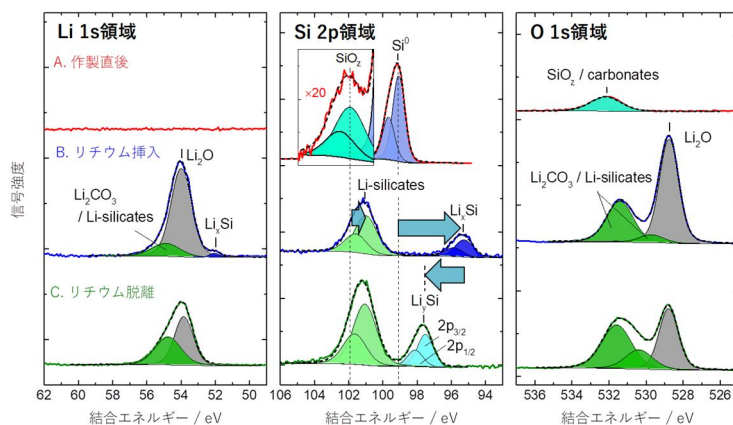 Li 1s領域
Si 2p領域
O 1s領域
A. 作製直後
SiO₂
×20
Si⁰
SiO₂ / carbonates
B. リチウム挿入
Li₂O
Li₂CO₃
/ Li-silicates
LiₓSi
Li-silicates
LiₓSi
Li₂CO₃ / Li-silicates
Li₂O
C. リチウム脱離
LiᵧSi
2p₃/₂
2p₁/₂
信号強度
62 60 58 56 54 52 50
106 104 102 100 98 96 94
536 534 532 530 528 526
結合エネルギー / eV
結合エネルギー / eV
結合エネルギー / eV